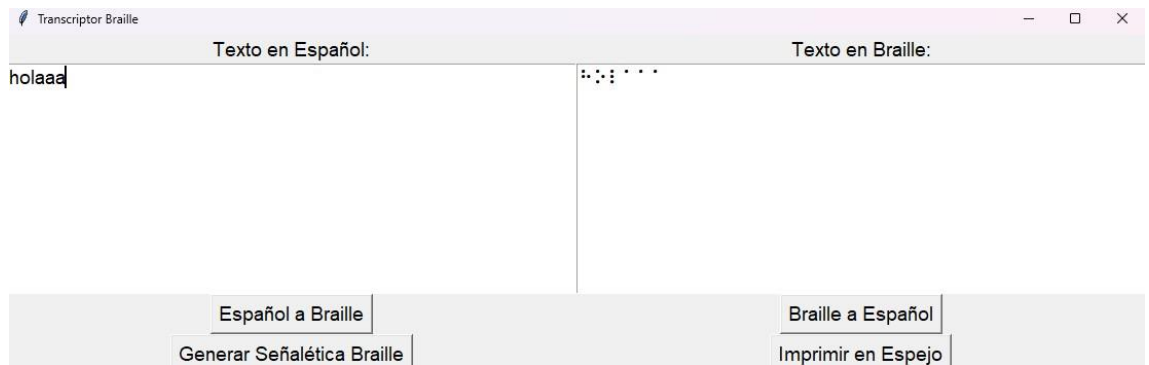 Transcriptor Braille
Texto en Español:
Texto en Braille:
holaaa
⠓⠕⠇⠁⠁⠁
Español a Braille
Braille a Español
Generar Señalética Braille
Imprimir en Espejo